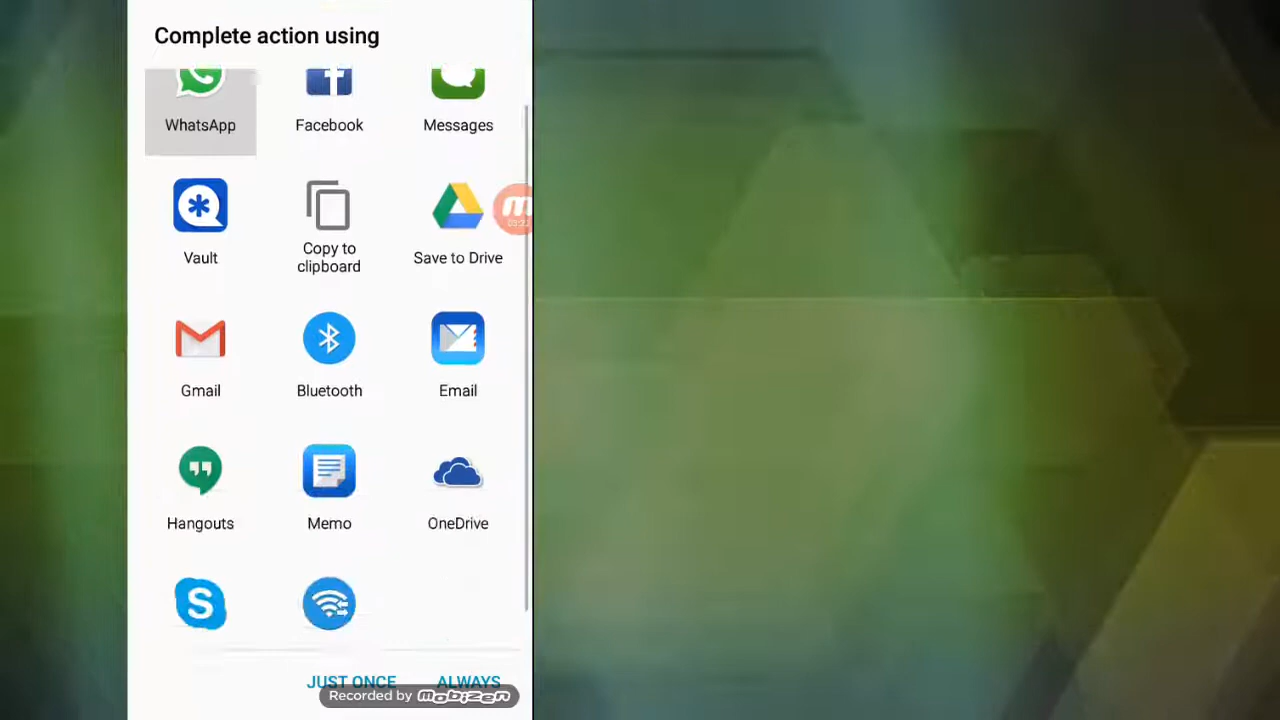 Complete action using
WhatsApp
Facebook
Messages
Vault
Copy to
clipboard
Save to Drive
Gmail
Bluetooth
Email
Hangouts
Memo
OneDrive
JUST ONCE
ALWAYS
Recorded by mobizen